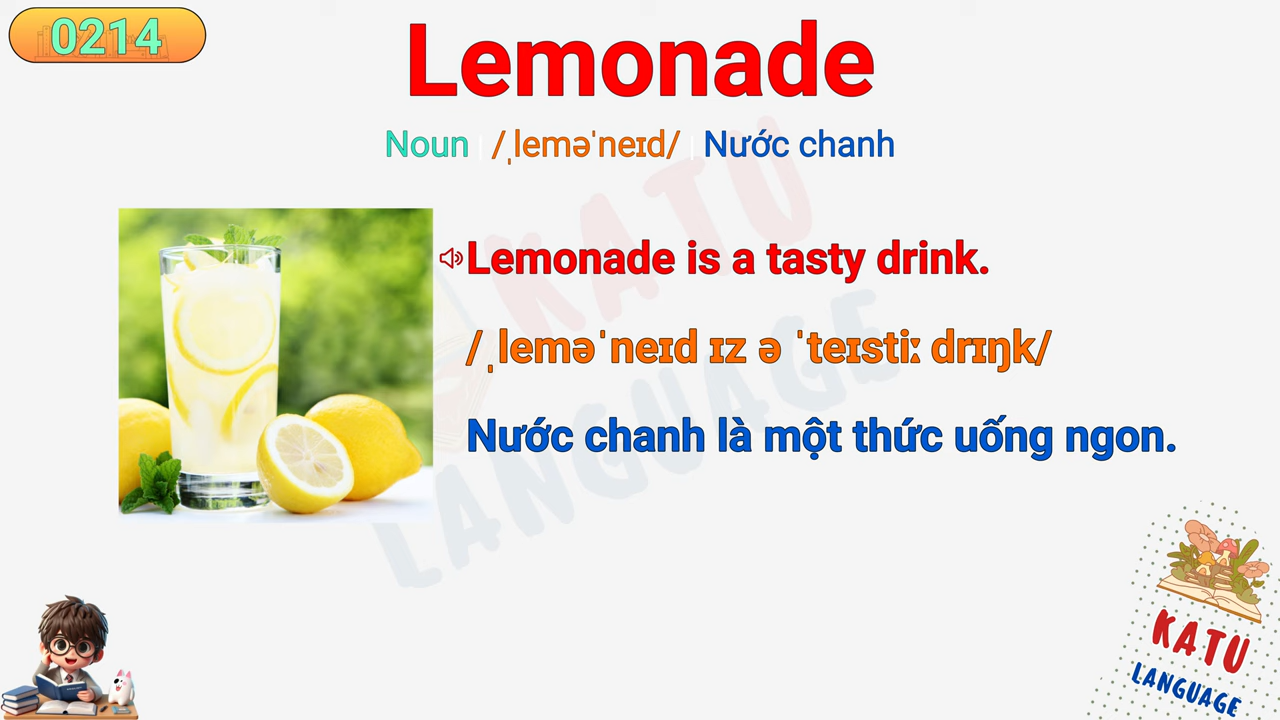 0214
Lemonade
Noun | /ˌleməˈneɪd/ | Nước chanh
Lemonade is a tasty drink.
/ˌleməˈneɪd ɪz ə ˈteɪstiː drɪŋk/
Nước chanh là một thức uống ngon.
KATU
LANGUAGE
KATU
LANGUAGE